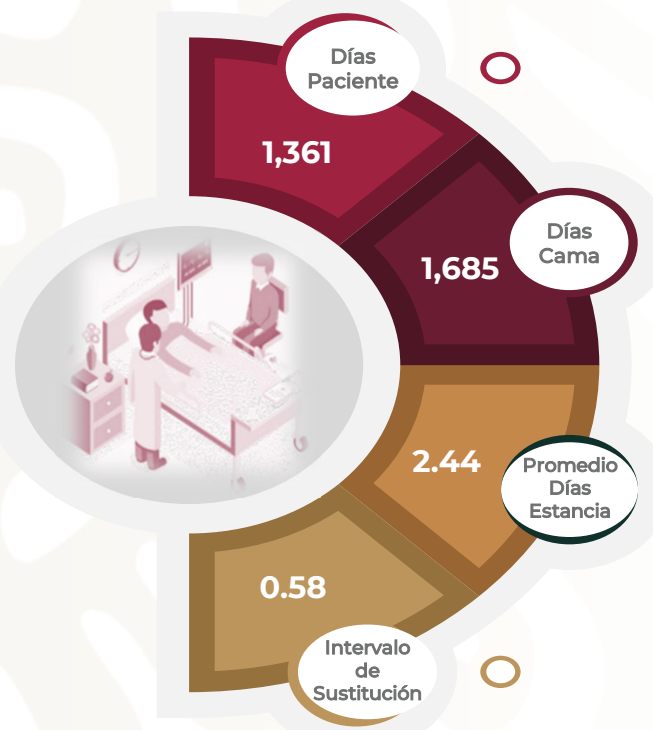 Días
Paciente
1,361
Días
Cama
1,685
2.44
Promedio
Días
Estancia
0.58
Intervalo
de
Sustitución